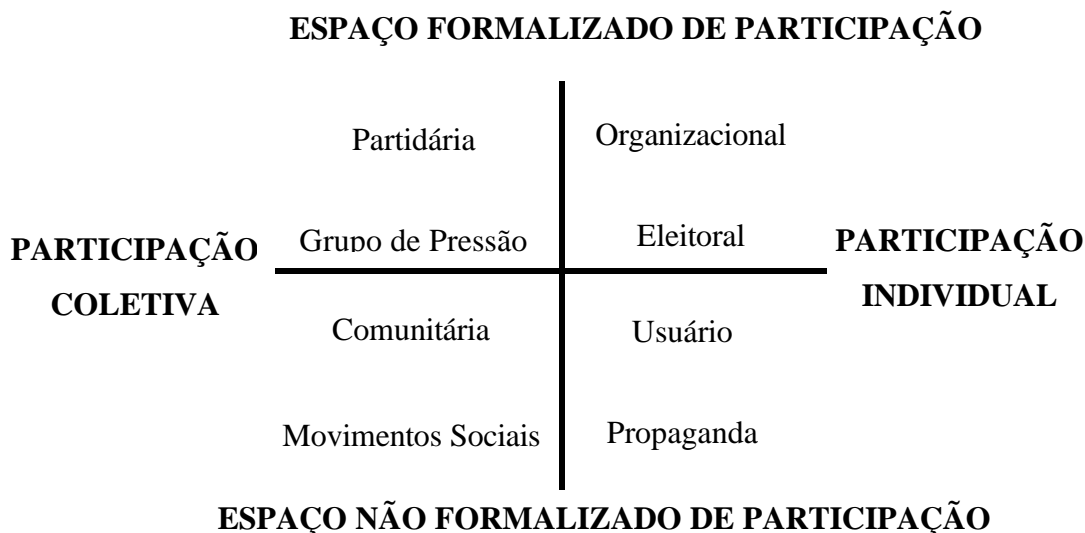 ESPAÇO FORMALIZADO DE PARTICIPAÇÃO
Partidária
Organizacional
Grupo de Pressão
Eleitoral
PARTICIPAÇÃO
COLETIVA
PARTICIPAÇÃO
INDIVIDUAL
Comunitária
Usuário
Movimentos Sociais
Propaganda
ESPAÇO NÃO FORMALIZADO DE PARTICIPAÇÃO